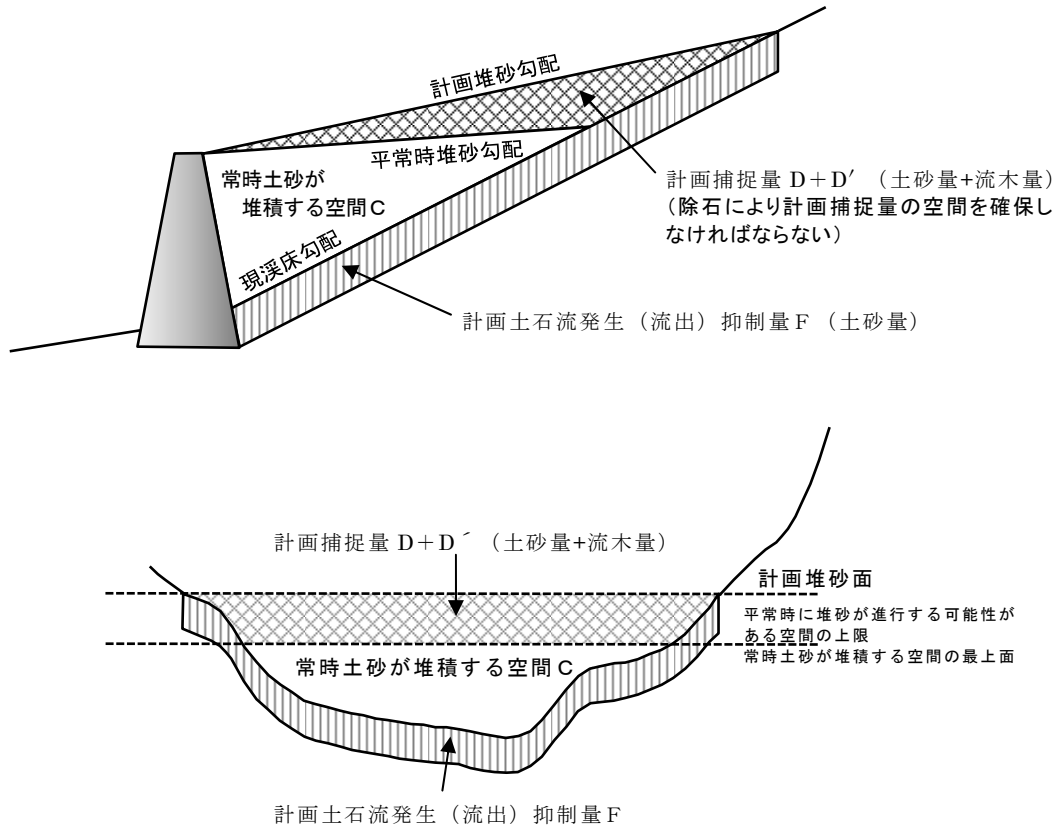 計画堆砂勾配
平常時堆砂勾配
常時土砂が
堆積する空間C
現渓床勾配
計画捕捉量 D+D′（土砂量+流木量）
（除石により計画捕捉量の空間を確保し
なければならない）
計画土石流発生（流出）抑制量F（土砂量）
計画捕捉量 D+D´（土砂量+流木量）
計画堆砂面
平常時に堆砂が進行する可能性が
ある空間の上限
常時土砂が堆積する空間の最上面
常時土砂が堆積する空間C
計画土石流発生（流出）抑制量F